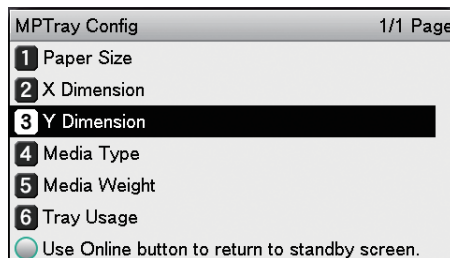 MPTray Config 1/1 Page
1 Paper Size
2 X Dimension
3 Y Dimension
4 Media Type
5 Media Weight
6 Tray Usage
Use Online button to return to standby screen.